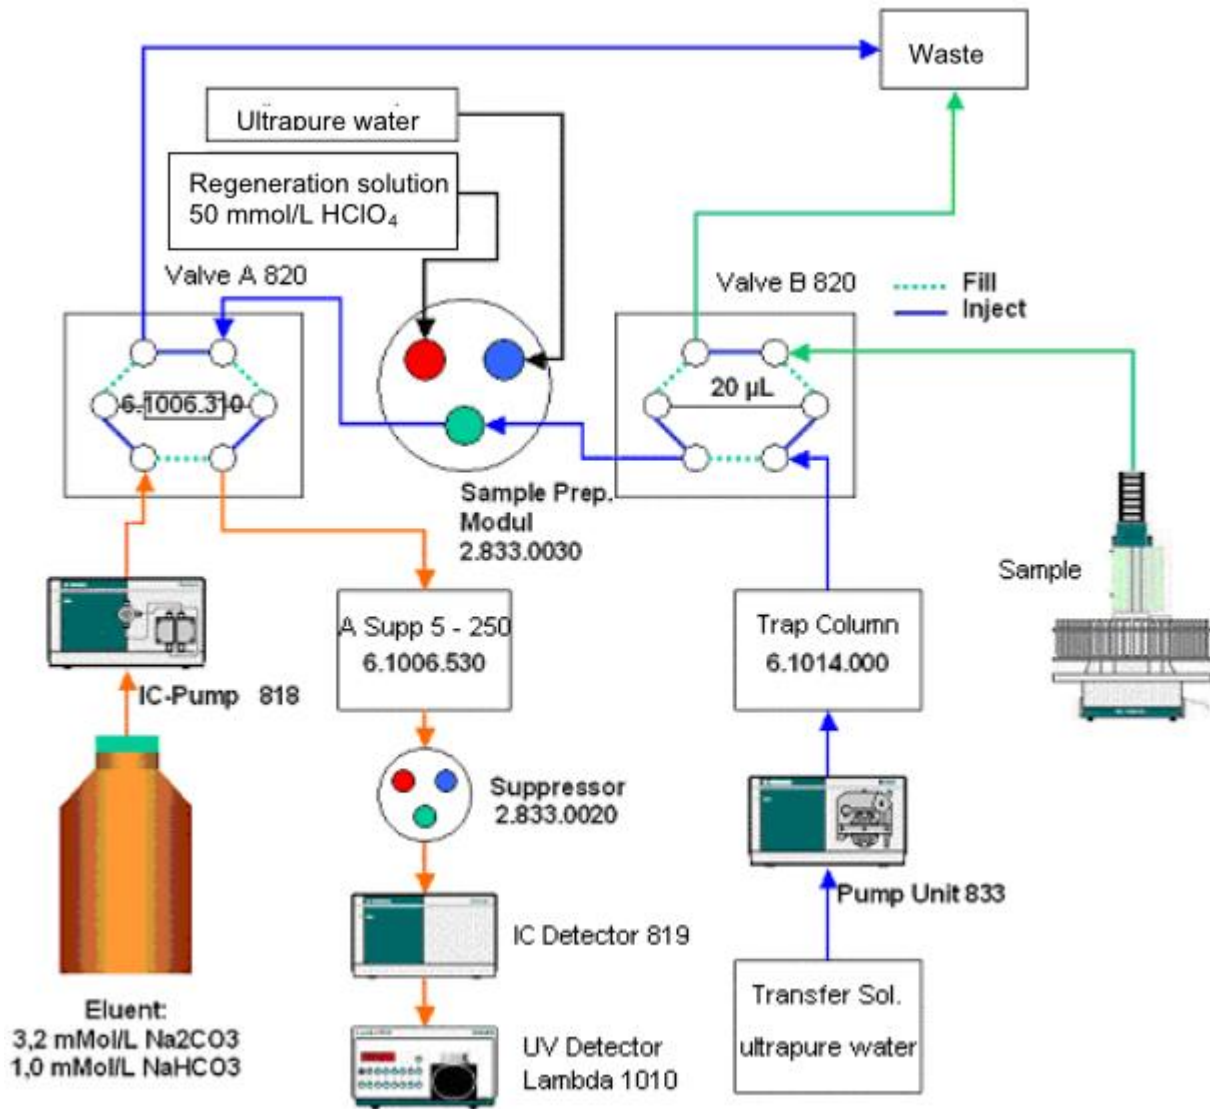 Waste
Ultrapure water
Regeneration solution
50 mmol/L HClO₄
Valve A 820
Valve B 820
Fill
Inject
6.1006.310
20 µL
Sample Prep.
Modul
2.833.0030
Sample
A Supp 5 - 250
6.1006.530
Trap Column
6.1014.000
IC-Pump 818
Suppressor
2.833.0020
Pump Unit 833
IC Detector 819
Eluent:
3,2 mMol/L Na2CO3
1,0 mMol/L NaHCO3
UV Detector
Lambda 1010
Transfer Sol.
ultrapure water